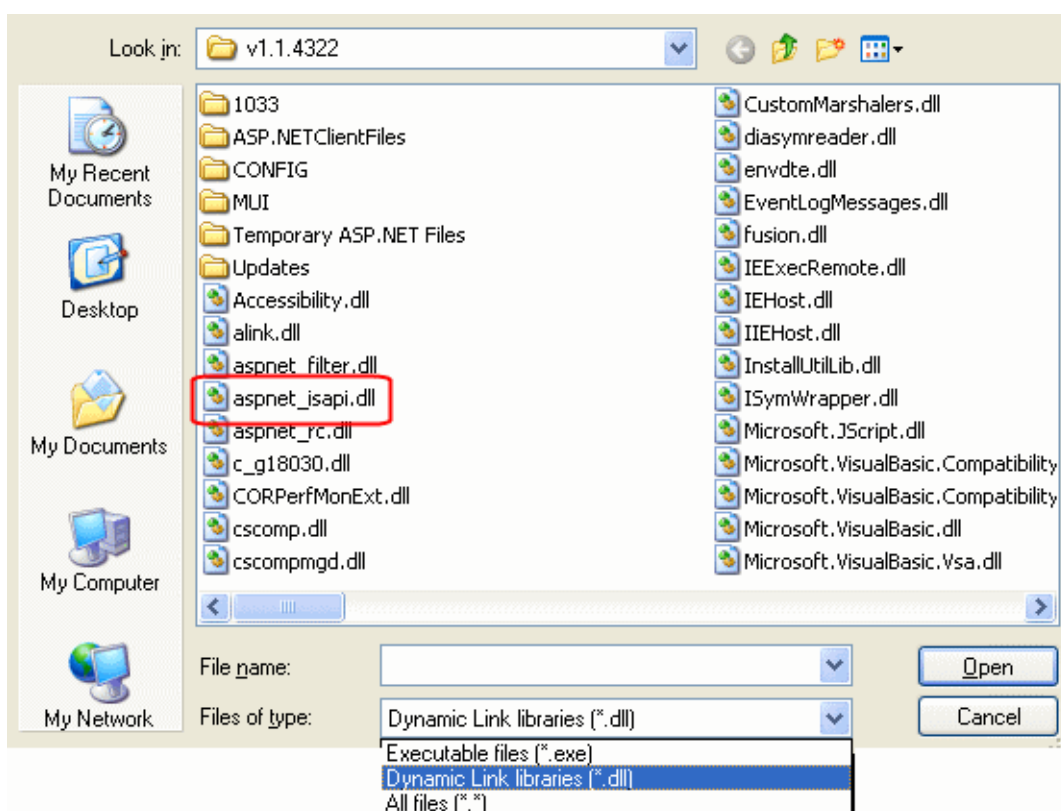 Look in: v1.1.4322
My Recent
Documents
Desktop
My Documents
My Computer
My Network
1033
ASP.NETClientFiles
CONFIG
MUI
Temporary ASP.NET Files
Updates
Accessibility.dll
alink.dll
aspnet_filter.dll
aspnet_isapi.dll
aspnet_rc.dll
c_g18030.dll
CORPerfMonExt.dll
cscomp.dll
cscompmgd.dll
CustomMarshalers.dll
diasymreader.dll
envdte.dll
EventLogMessages.dll
fusion.dll
IEExecRemote.dll
IEHost.dll
IIEHost.dll
InstallUtilLib.dll
ISymWrapper.dll
Microsoft.JScript.dll
Microsoft.VisualBasic.Compatibility
Microsoft.VisualBasic.Compatibility
Microsoft.VisualBasic.dll
Microsoft.VisualBasic.Vsa.dll
File name:
Open
Files of type: Dynamic Link libraries (*.dll)
Cancel
Executable files (*.exe)
Dynamic Link libraries (*.dll)
All files (*.*)